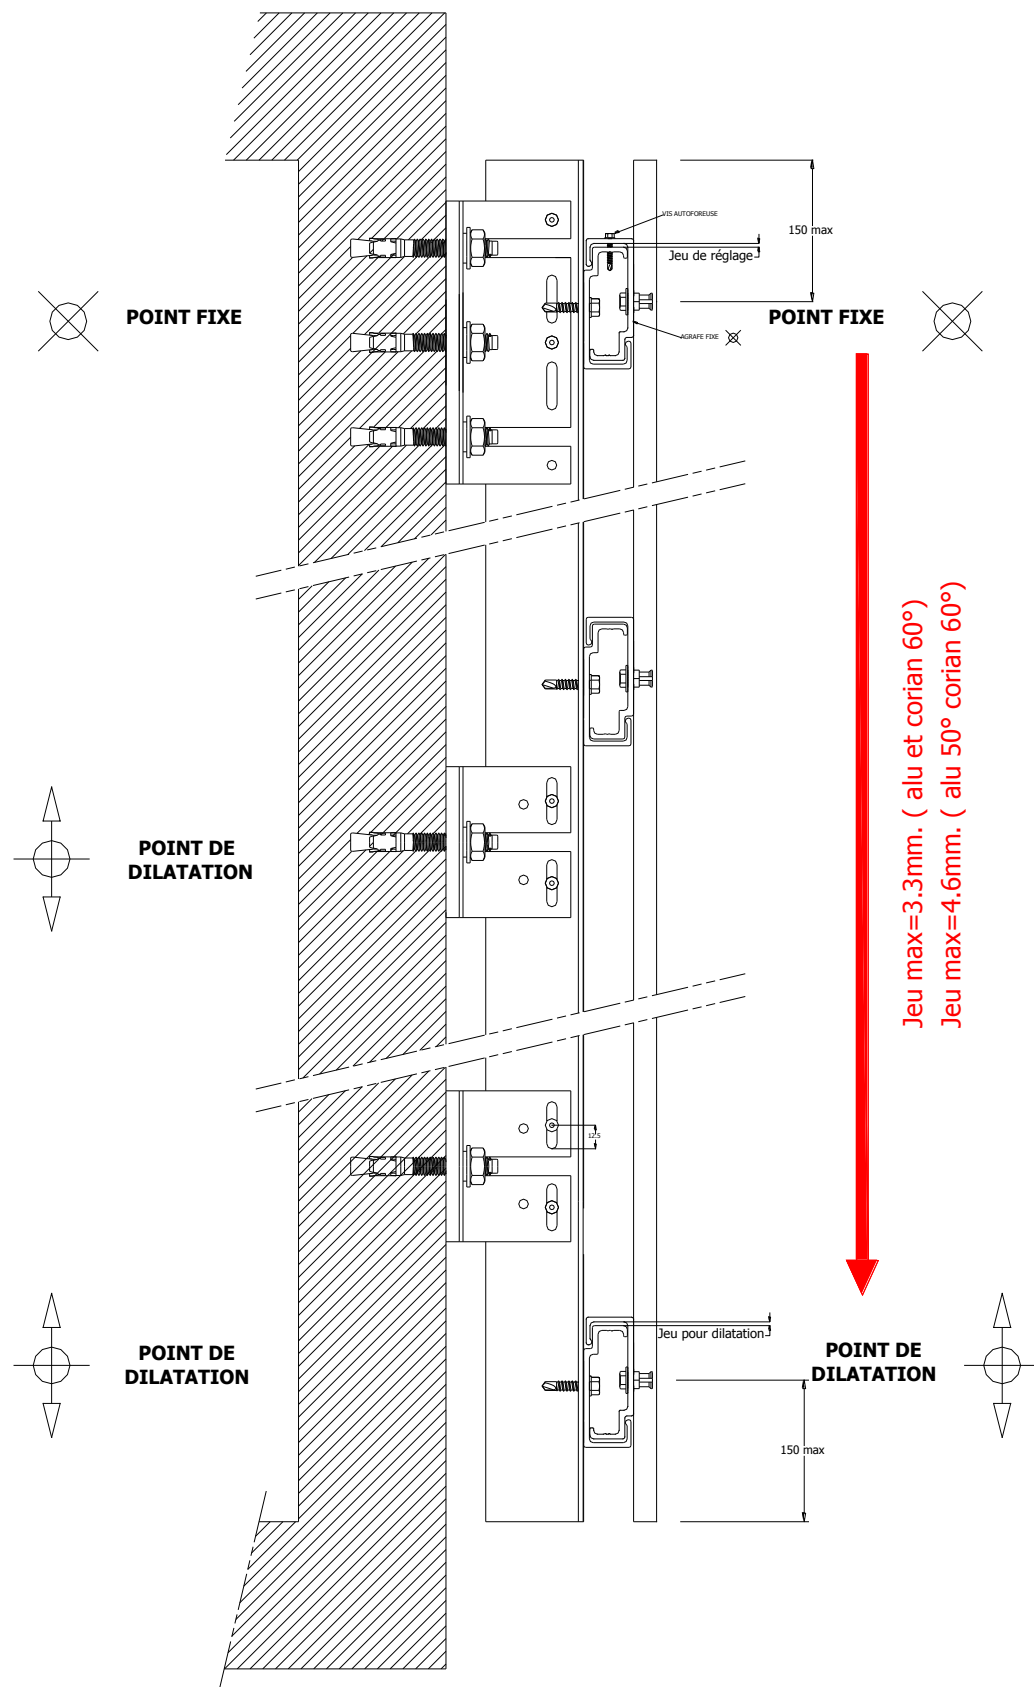 VIS AUTOFOREUSE
150 max
Jeu de réglage
POINT FIXE
POINT FIXE
AGRAFE FIXE
Jeu max=3.3mm. ( alu et corian 60°)
Jeu max=4.6mm. ( alu 50° corian 60°)
POINT DE
DILATATION
12.5
Jeu pour dilatation
POINT DE
DILATATION
POINT DE
DILATATION
150 max